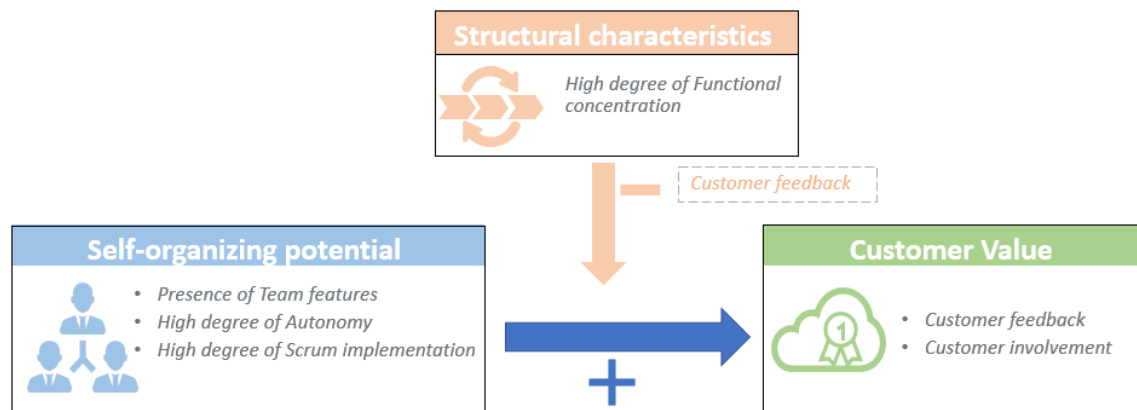 Structural characteristics
High degree of Functional
concentration
Customer feedback
Self-organizing potential
• Presence of Team features
• High degree of Autonomy
• High degree of Scrum implementation
Customer Value
1
• Customer feedback
• Customer involvement